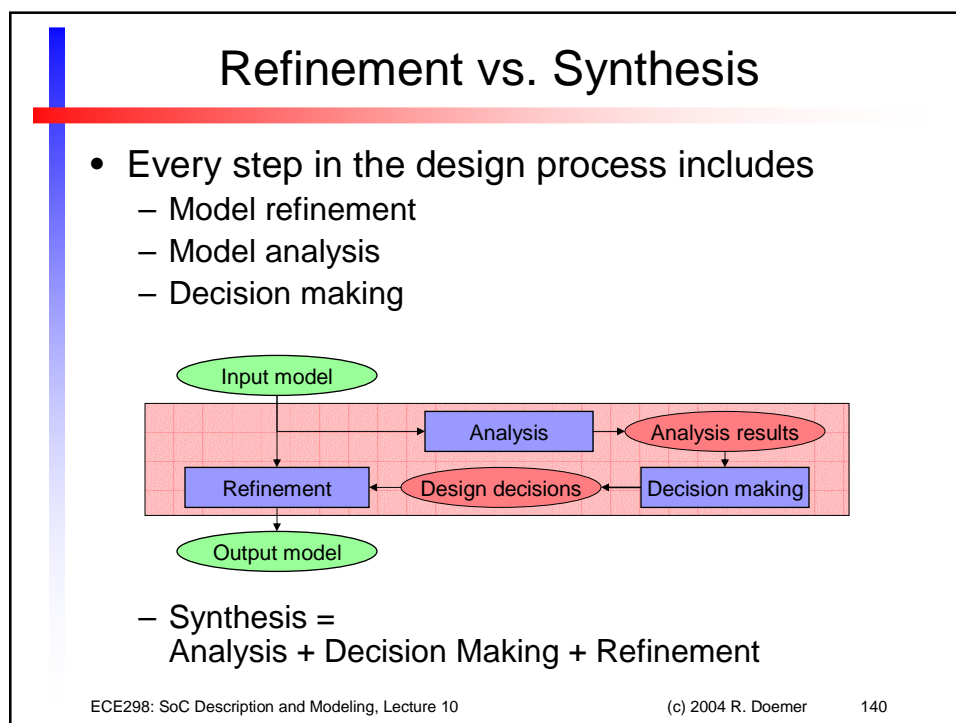 Refinement vs. Synthesis
• Every step in the design process includes
– Model refinement
– Model analysis
– Decision making
Input model
Analysis
Analysis results
Refinement
Design decisions
Decision making
Output model
– Synthesis =
Analysis + Decision Making + Refinement
ECE298: SoC Description and Modeling, Lecture 10
(c) 2004 R. Doemer
140